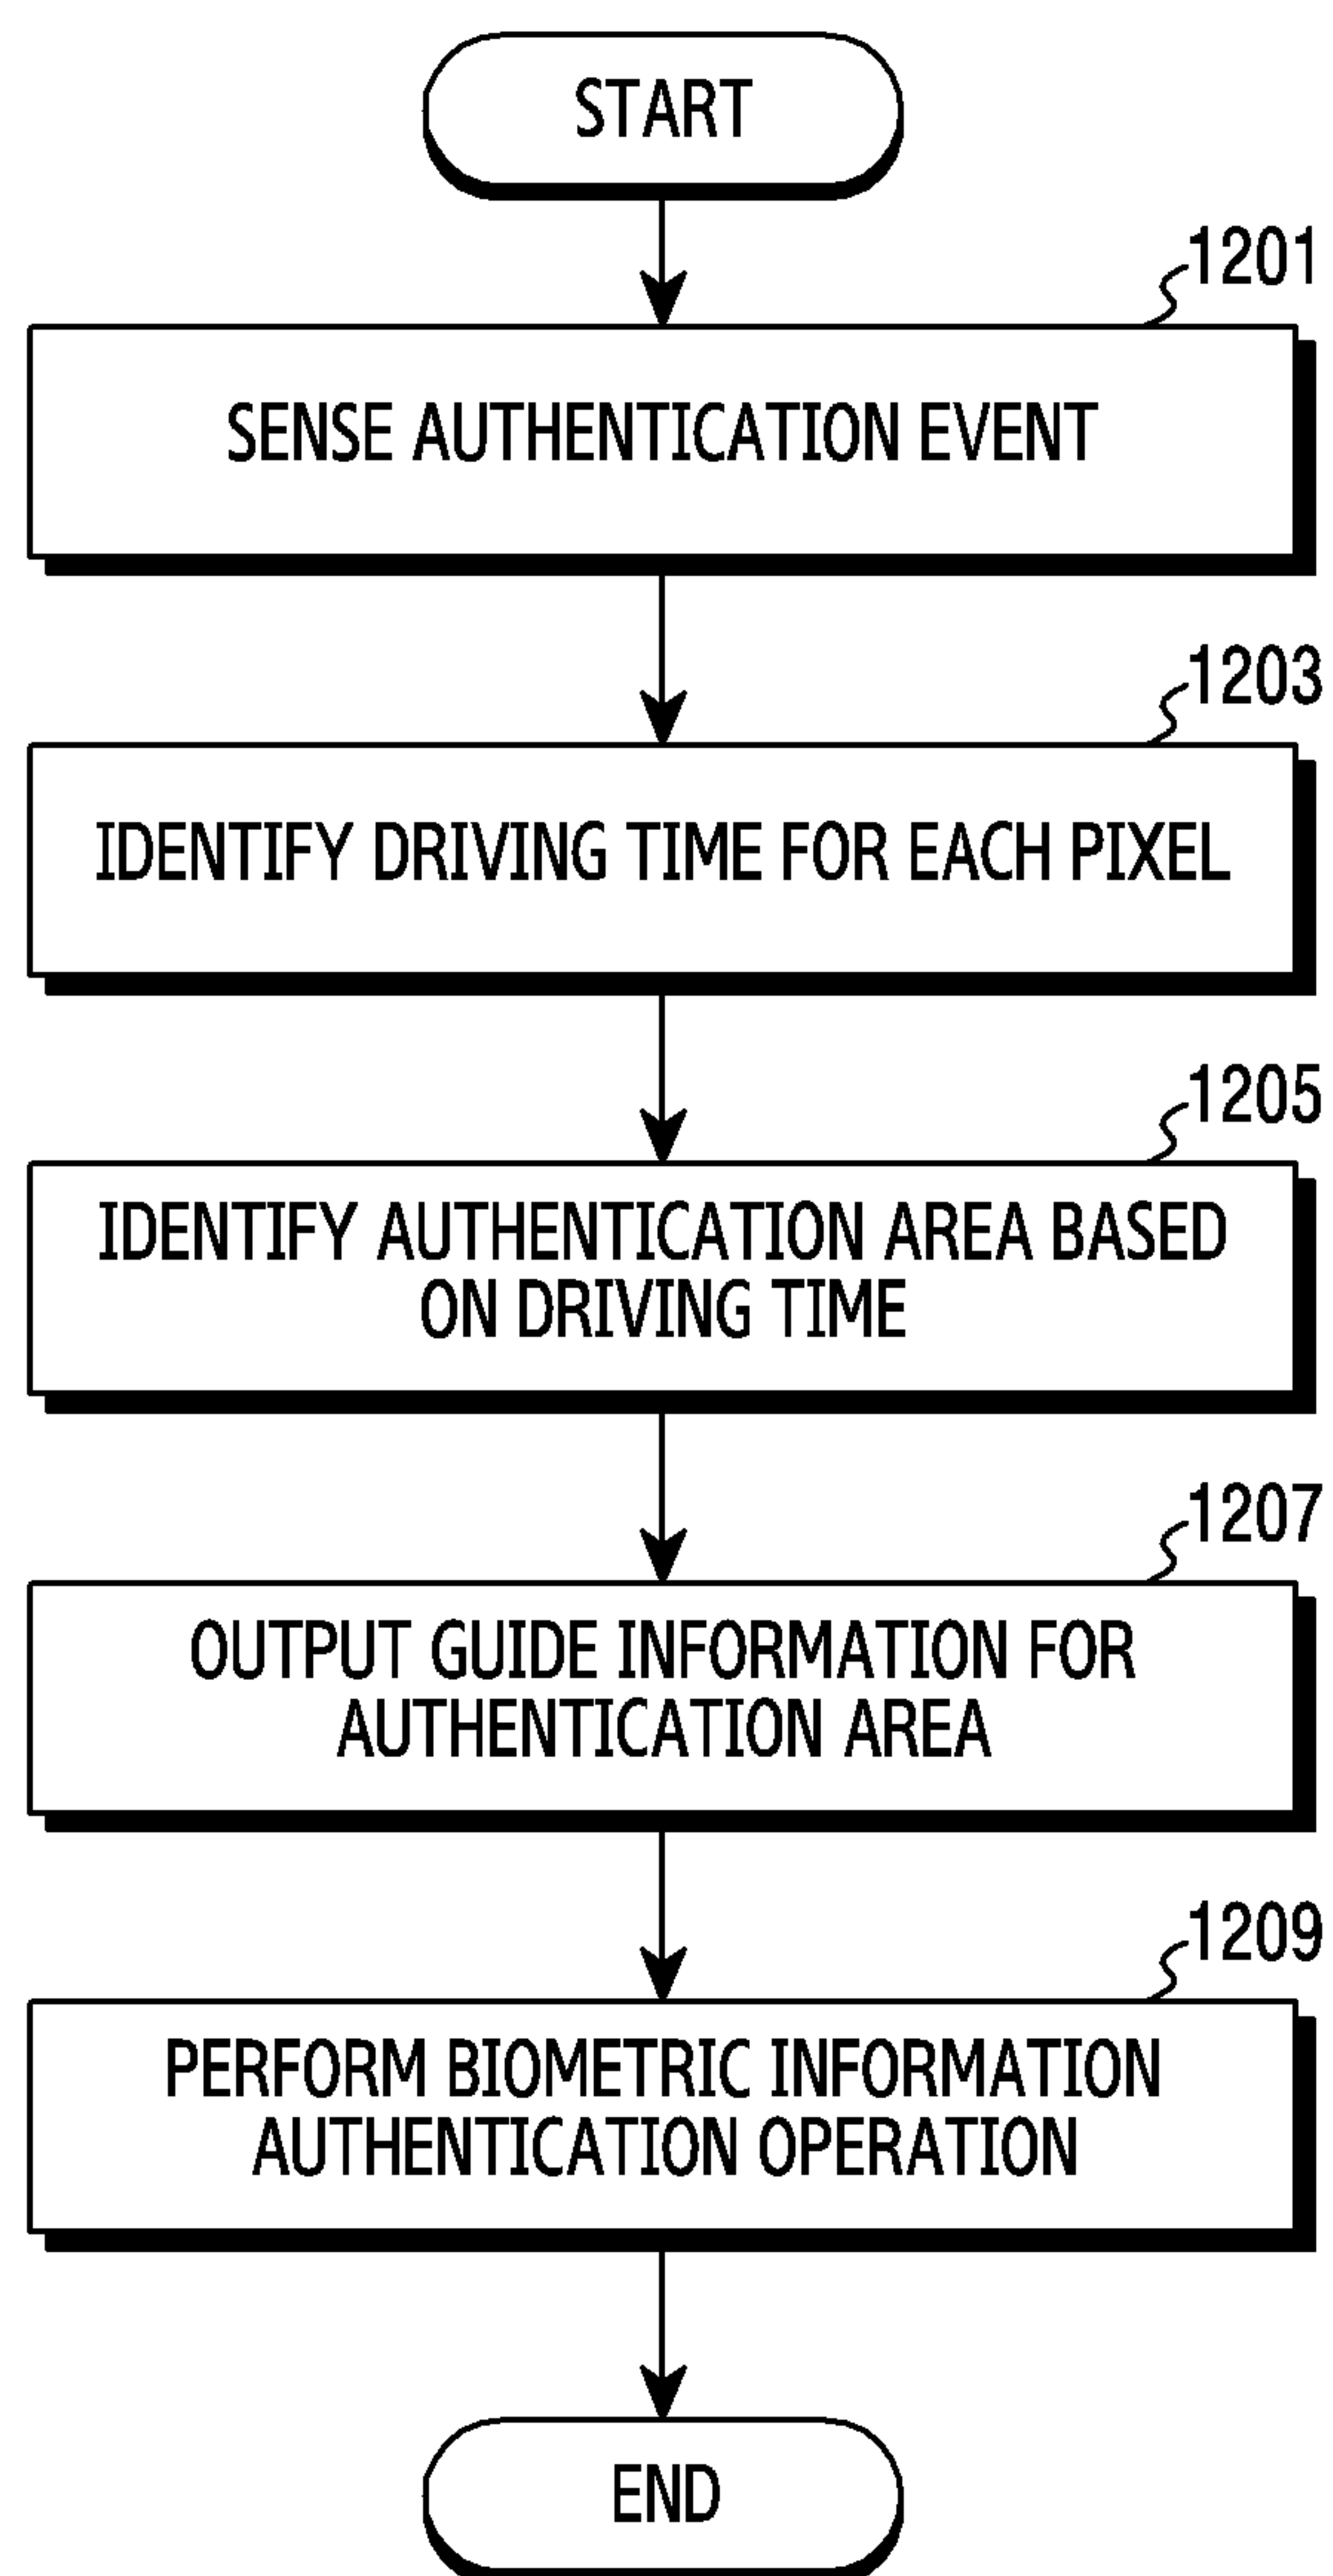 START
1201
SENSE AUTHENTICATION EVENT
1203
IDENTIFY DRIVING TIME FOR EACH PIXEL
1205
IDENTIFY AUTHENTICATION AREA BASED
ON DRIVING TIME
1207
OUTPUT GUIDE INFORMATION FOR
AUTHENTICATION AREA
1209
PERFORM BIOMETRIC INFORMATION
AUTHENTICATION OPERATION
END